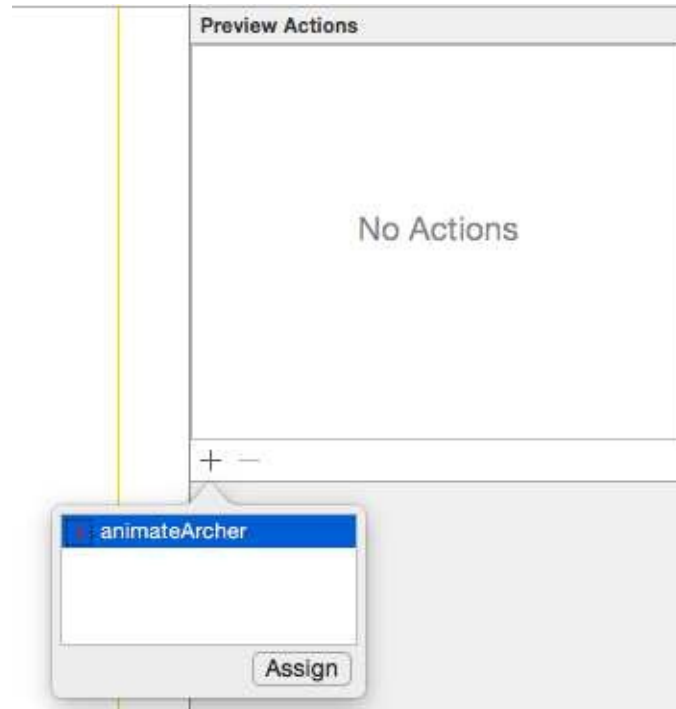 Preview Actions
No Actions
+ −
animateArcher
Assign